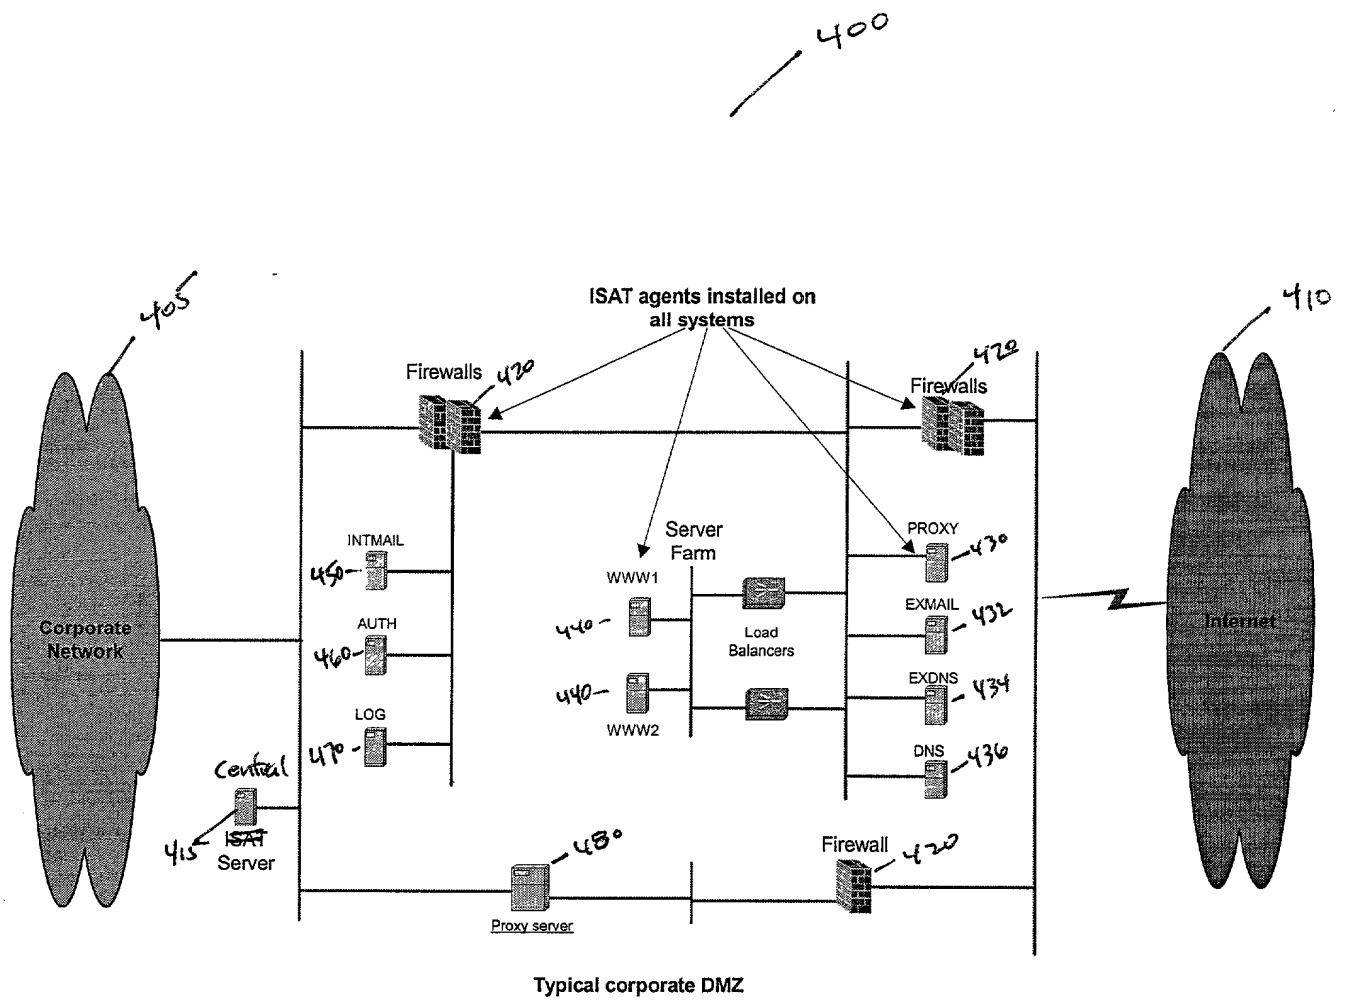 400
405
410
ISAT agents installed on
all systems
Firewalls
420
Firewalls
420
INTMAIL
450
AUTH
460
LOG
470
Server
Farm
WWW1
440
440
WWW2
Load
Balancers
PROXY
430
EXMAIL
432
EXDNS
434
DNS
436
Corporate
Network
Internet
Central
ISAT
Server
415
480
Proxy server
Firewall
420
Typical corporate DMZ